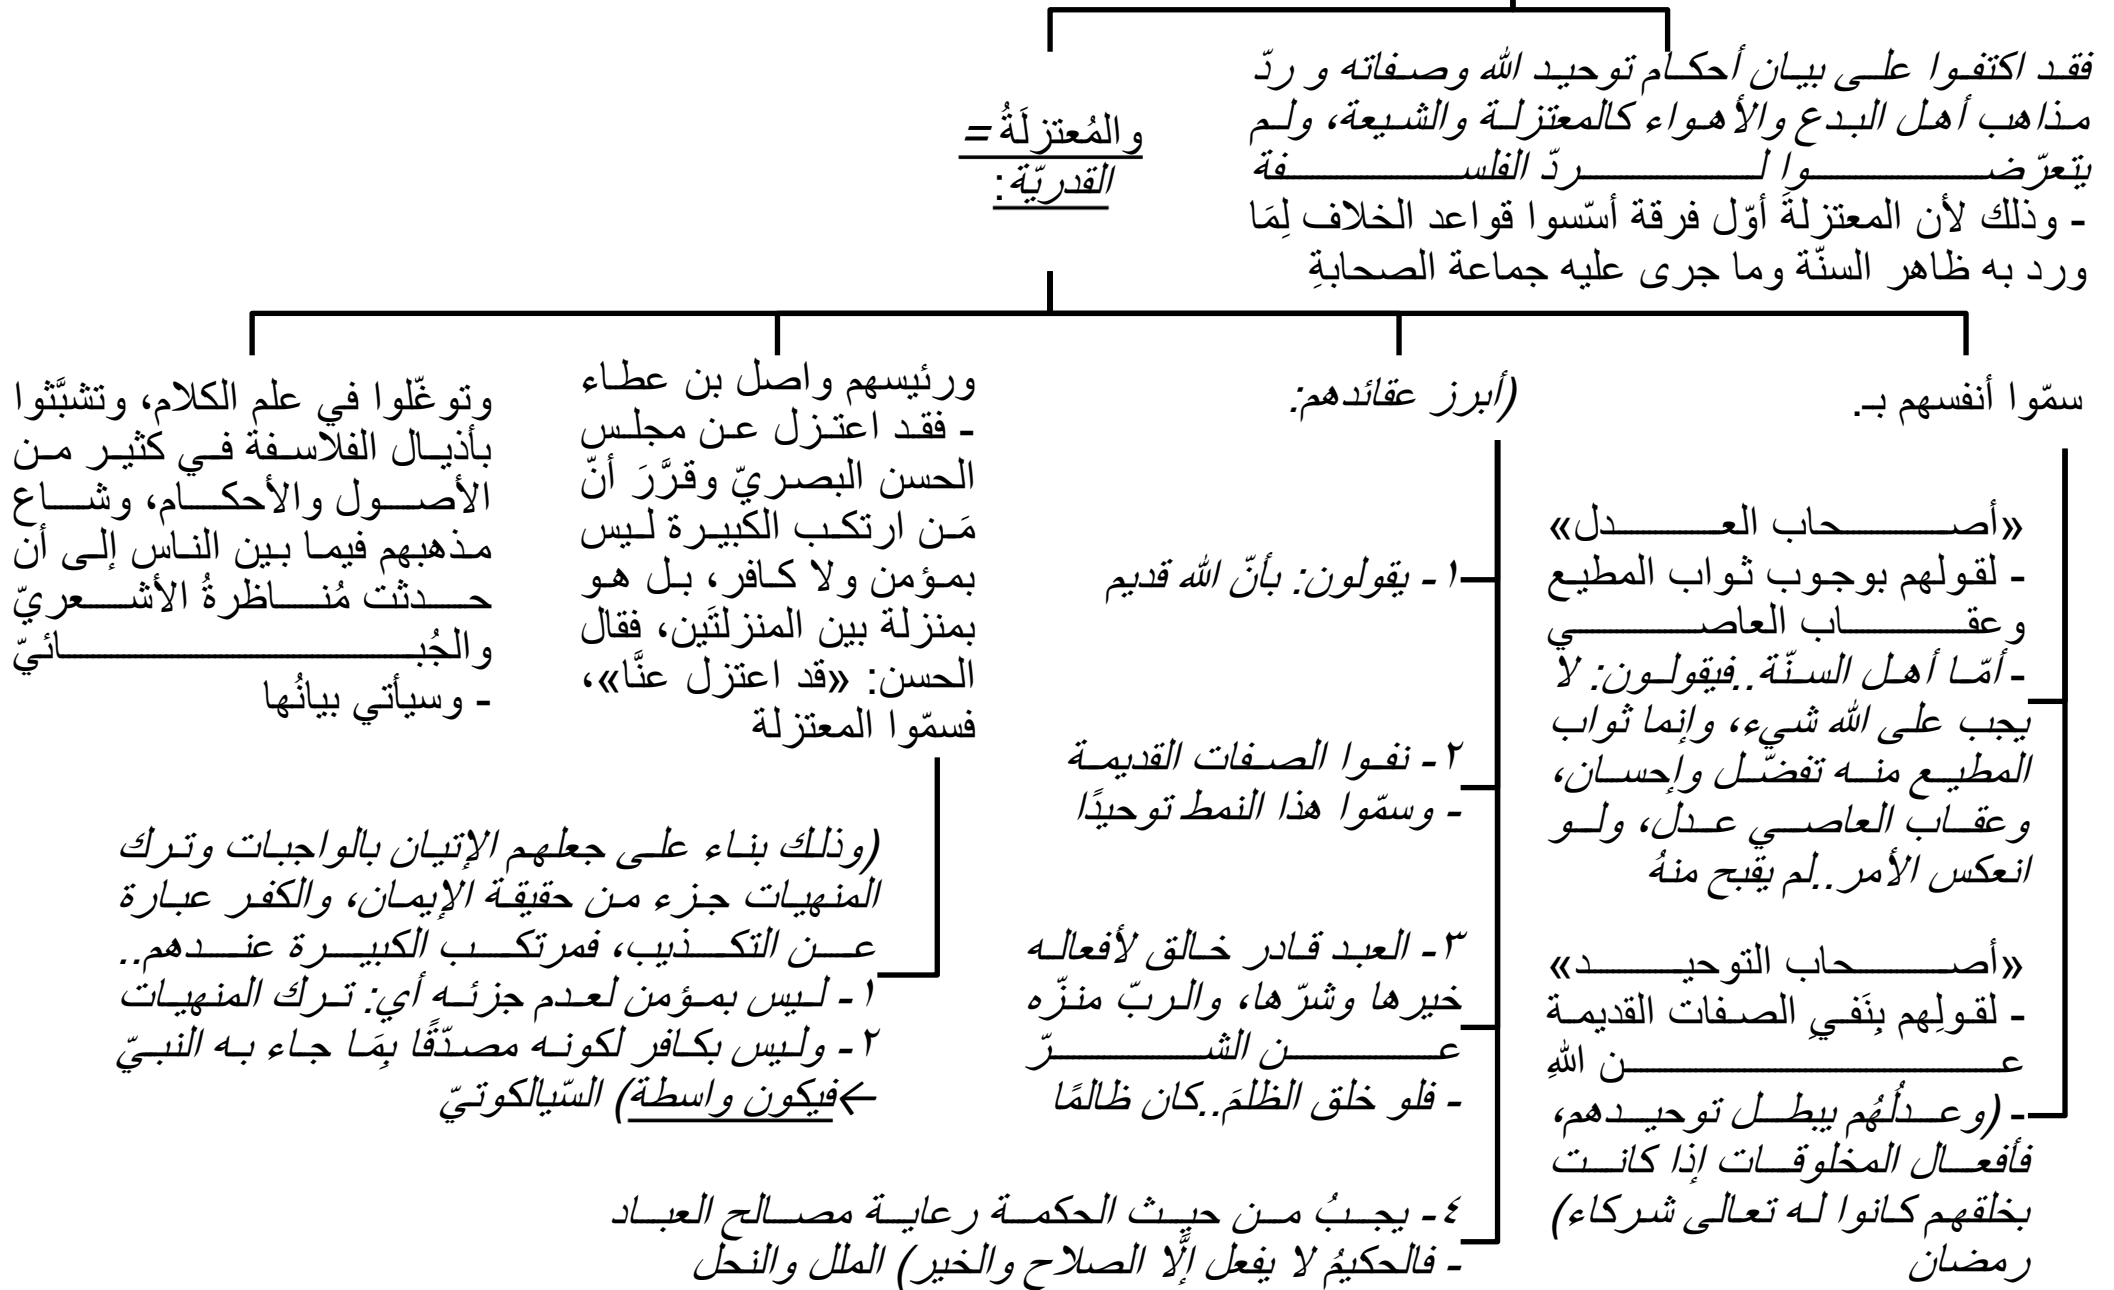 فقد اكتفوا على بيان أحكام توحيد الله وصفاته و ردّ
مذاهب أهل البدع والأهواء كالمعتزلة والشيعة، ولم
يتعرّضوا لردّ الفلسفة
- وذلك لأن المعتزلةَ أوّل فرقة أسّسوا قواعد الخلاف لِمَا
ورد به ظاهر السنّة وما جرى عليه جماعة الصحابةِ
والمُعتزلَةُ =
القدريّة:
سمّوا أنفسهم بـ.
«أصحاب العدل»
- لقولهم بوجوب ثواب المطيع
وعقاب العاصي
- أمّا أهل السنّة..فيقولون: لا
يجب على الله شيء، وإنما ثواب
المطيع منه تفضّل وإحسان،
وعقاب العاصي عدل، ولو
انعكس الأمر..لم يقبح منهُ
«أصحاب التوحيد»
- لقولِهم بِنَفيِ الصفات القديمة
عن اللهِ
- (وعدلُهُم يبطل توحيدهم،
فأفعال المخلوقات إذا كانت
بخلقهم كانوا له تعالى شركاء)
رمضان
(أبرز عقائدهم:
١- يقولون: بأنّ الله قديم
٢- نفوا الصفات القديمة
- وسمّوا هذا النمط توحيدًا
٣- العبد قادر خالق لأفعاله
خيرها وشرّها، والربّ منزّه
عن الشرّ
- فلو خلق الظلمَ..كان ظالمًا
٤- يجبُ من حيث الحكمة رعاية مصالح العباد
- فالحكيمُ لا يفعل إلَّا الصلاح والخير) الملل والنحل
ورئيسهم واصل بن عطاء
- فقد اعتزل عن مجلس
الحسن البصريّ وقرَّرَ أنّ
مَن ارتكب الكبيرة ليس
بمؤمن ولا كافر، بل هو
بمنزلة بين المنزلتَين، فقال
الحسن: «قد اعتزل عنَّا»،
فسمّوا المعتزلة
(وذلك بناء على جعلهم الإتيان بالواجبات وترك
المنهيات جزء من حقيقة الإيمان، والكفر عبارة
عن التكذيب، فمرتكب الكبيرة عندهم..
١- ليس بمؤمن لعدم جزئه أي: ترك المنهيات
٢- وليس بكافر لكونه مصدّقًا بِمَا جاء به النبيّ
←فيكون واسطة) السّيالكوتيّ
وتوغّلوا في علم الكلام، وتشبَّثوا
بأذيال الفلاسفة في كثير من
الأصول والأحكام، وشاع
مذهبهم فيما بين الناس إلى أن
حدثت مُناظرةُ الأشعريّ
والجُبائيّ
- وسيأتي بيانُها